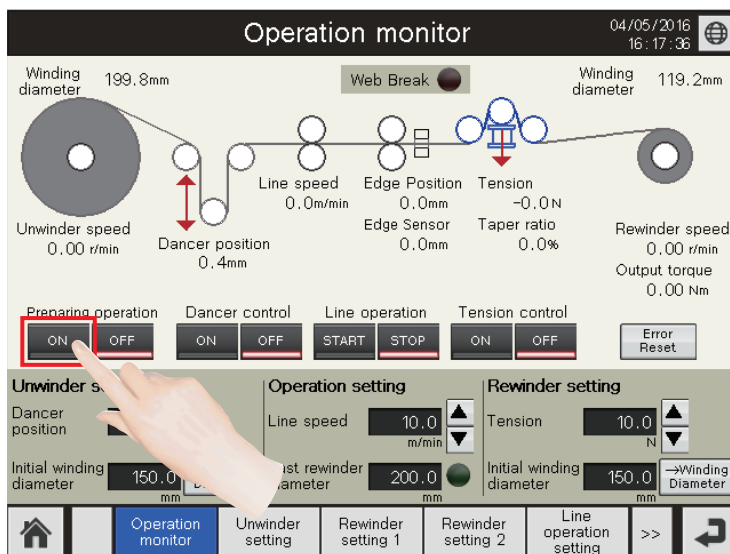 Operation monitor
04/05/2016
16:17:36
Winding
diameter
199.8mm
Web Break
Winding
diameter
119.2mm
Line speed
0.0m/min
Edge Position
0.0mm
Edge Sensor
0.0mm
Tension
-0.0 N
Taper ratio
0.0%
Unwinder speed
0.00 r/min
Dancer position
0.4mm
Rewinder speed
0.00 r/min
Output torque
0.00 Nm
Preparing operation
ON OFF
Dancer control
ON OFF
Line operation
START STOP
Tension control
ON OFF
Error
Reset
Unwinder
Dancer
position
Initial winding
diameter
150.0
mm
Operation setting
Line speed
10.0
m/min
rewinder
200.0
mm
Rewinder setting
Tension
10.0
N
Initial winding
diameter
150.0
mm
→Winding
Diameter
Operation
monitor
Unwinder
setting
Rewinder
setting 1
Rewinder
setting 2
Line
operation
setting
>>